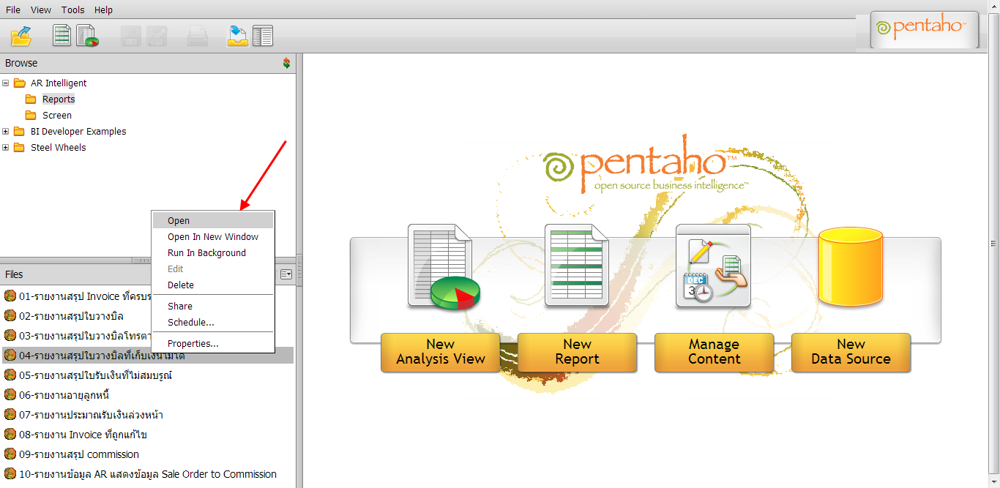 File View Tools Help
pentaho™
Browse
AR Intelligent
Reports
Screen
BI Developer Examples
Steel Wheels
pentaho™
open source business intelligence™
Open
Open In New Window
Run In Background
Edit
Delete
Share
Schedule...
Properties...
Files
01-รายงานสรุป Invoice ที่ครบร
02-รายงานสรุปใบวางบิล
03-รายงานสรุปใบวางบิลโทรตา
04-รายงานสรุปใบวางบิลที่เก็บเงินไม่ได้
05-รายงานสรุปใบรับเงินที่ไม่สมบรูณ์
06-รายงานอายุลูกหนี้
07-รายงานประมาณรับเงินล่วงหน้า
08-รายงาน Invoice ที่ถูกแก้ไข
09-รายงานสรุป commission
10-รายงานข้อมูล AR แสดงข้อมูล Sale Order to Commission
DEC
3
New
Analysis View
New
Report
Manage
Content
New
Data Source